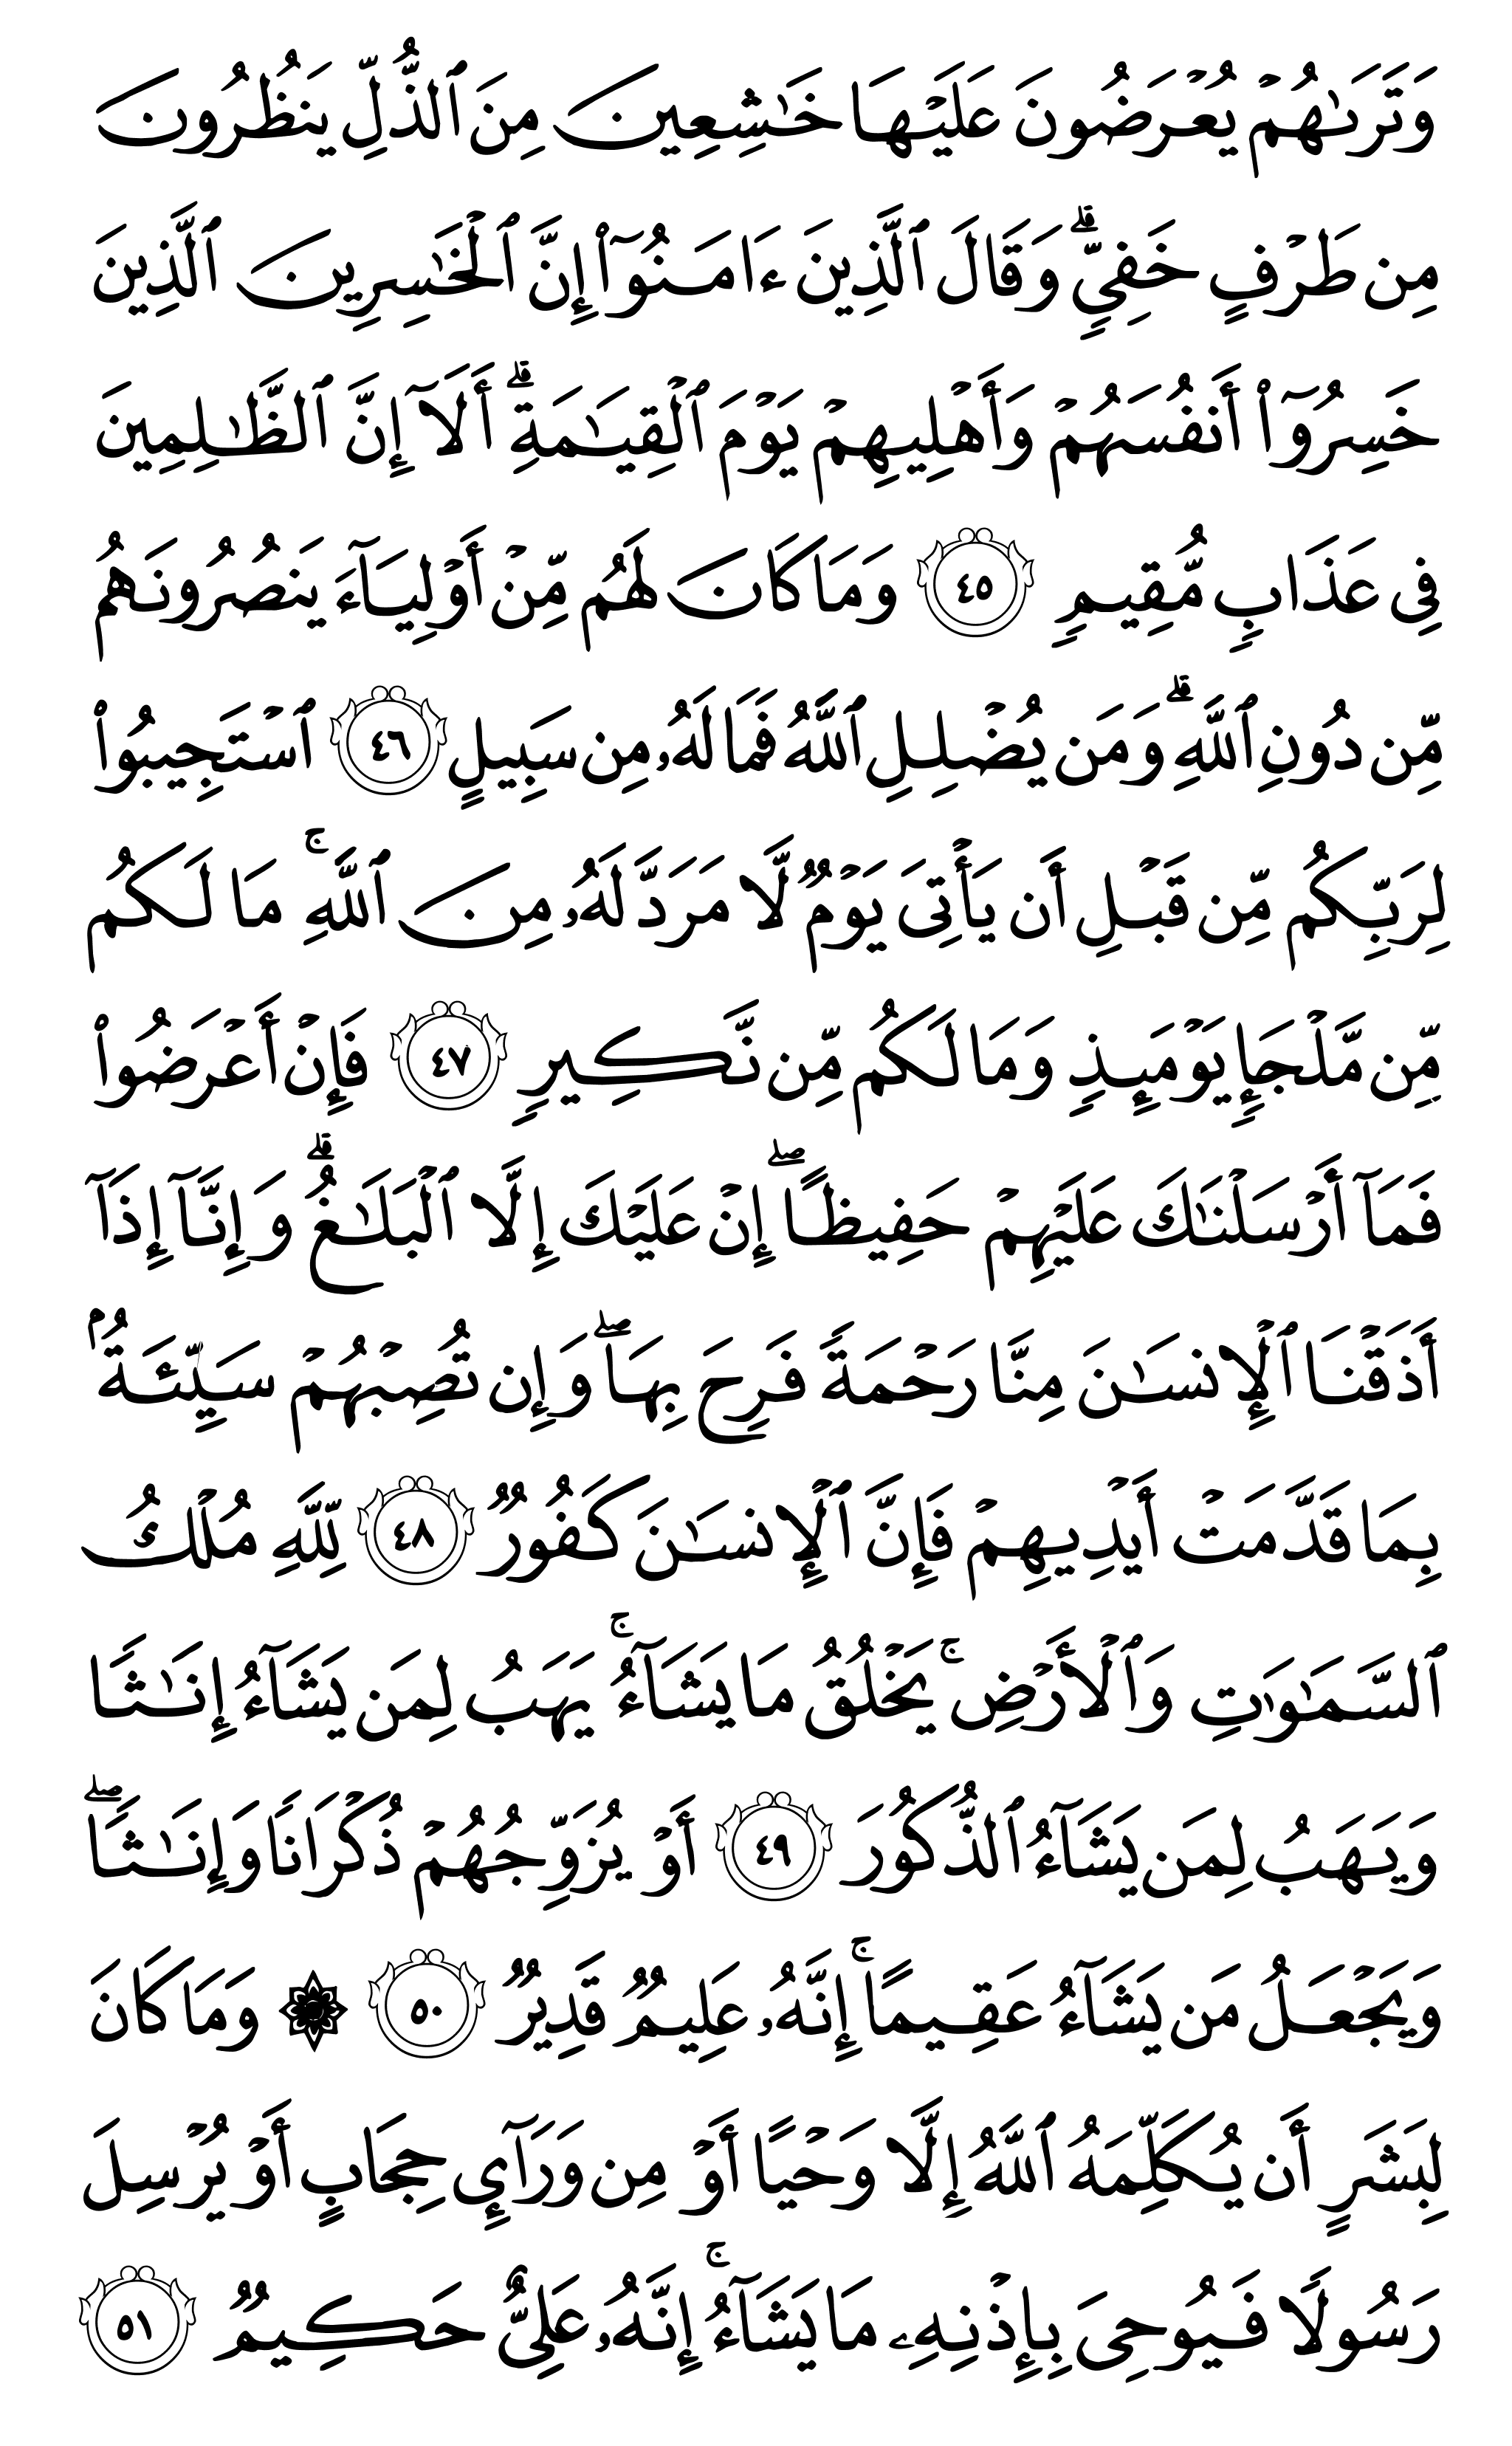 وَتَرَىٰهُمْ يُعْرَضُونَ عَلَيْهَا خَٰشِعِينَ مِنَ ٱلذُّلِّ يَنظُرُونَ
مِن طَرْفٍ خَفِىٍّۗ وَقَالَ ٱلَّذِينَ ءَامَنُوٓا۟ إِنَّ ٱلْخَٰسِرِينَ ٱلَّذِينَ
خَسِرُوٓا۟ أَنفُسَهُمْ وَأَهْلِيهِمْ يَوْمَ ٱلْقِيَٰمَةِۗ أَلَآ إِنَّ ٱلظَّٰلِمِينَ
فِى عَذَابٍ مُّقِيمٍ ٤٥ وَمَا كَانَ لَهُم مِّنْ أَوْلِيَآءَ يَنصُرُونَهُم
مِّن دُونِ ٱللَّهِۗ وَمَن يُضْلِلِ ٱللَّهُ فَمَا لَهُۥ مِن سَبِيلٍ ٤٦ ٱسْتَجِيبُوا۟
لِرَبِّكُم مِّن قَبْلِ أَن يَأْتِىَ يَوْمٌ لَّا مَرَدَّ لَهُۥ مِنَ ٱللَّهِۚ مَا لَكُم
مِّن مَّلْجَإٍ يَوْمَئِذٍ وَمَا لَكُم مِّن نَّكِيرٍ ٤٧ فَإِنْ أَعْرَضُوا۟
فَمَآ أَرْسَلْنَٰكَ عَلَيْهِمْ حَفِيظًاۖ إِنْ عَلَيْكَ إِلَّا ٱلْبَلَٰغُۗ وَإِنَّآ إِذَآ
أَذَقْنَا ٱلْإِنسَٰنَ مِنَّا رَحْمَةً فَرِحَ بِهَاۖ وَإِن تُصِبْهُمْ سَيِّئَةٌۢ
بِمَا قَدَّمَتْ أَيْدِيهِمْ فَإِنَّ ٱلْإِنسَٰنَ كَفُورٌ ٤٨ لِّلَّهِ مُلْكُ
ٱلسَّمَٰوَٰتِ وَٱلْأَرْضِۚ يَخْلُقُ مَا يَشَآءُۚ يَهَبُ لِمَن يَشَآءُ إِنَٰثًا
وَيَهَبُ لِمَن يَشَآءُ ٱلذُّكُورَ ٤٩ أَوْ يُزَوِّجُهُمْ ذُكْرَانًا وَإِنَٰثًاۖ
وَيَجْعَلُ مَن يَشَآءُ عَقِيمًاۚ إِنَّهُۥ عَلِيمٌ قَدِيرٌ ٥٠ ۞ وَمَا كَانَ
لِبَشَرٍ أَن يُكَلِّمَهُ ٱللَّهُ إِلَّا وَحْيًا أَوْ مِن وَرَآئِ حِجَابٍ أَوْ يُرْسِلَ
رَسُولًا فَيُوحِىَ بِإِذْنِهِۦ مَا يَشَآءُۚ إِنَّهُۥ عَلِىٌّ حَكِيمٌ ٥١